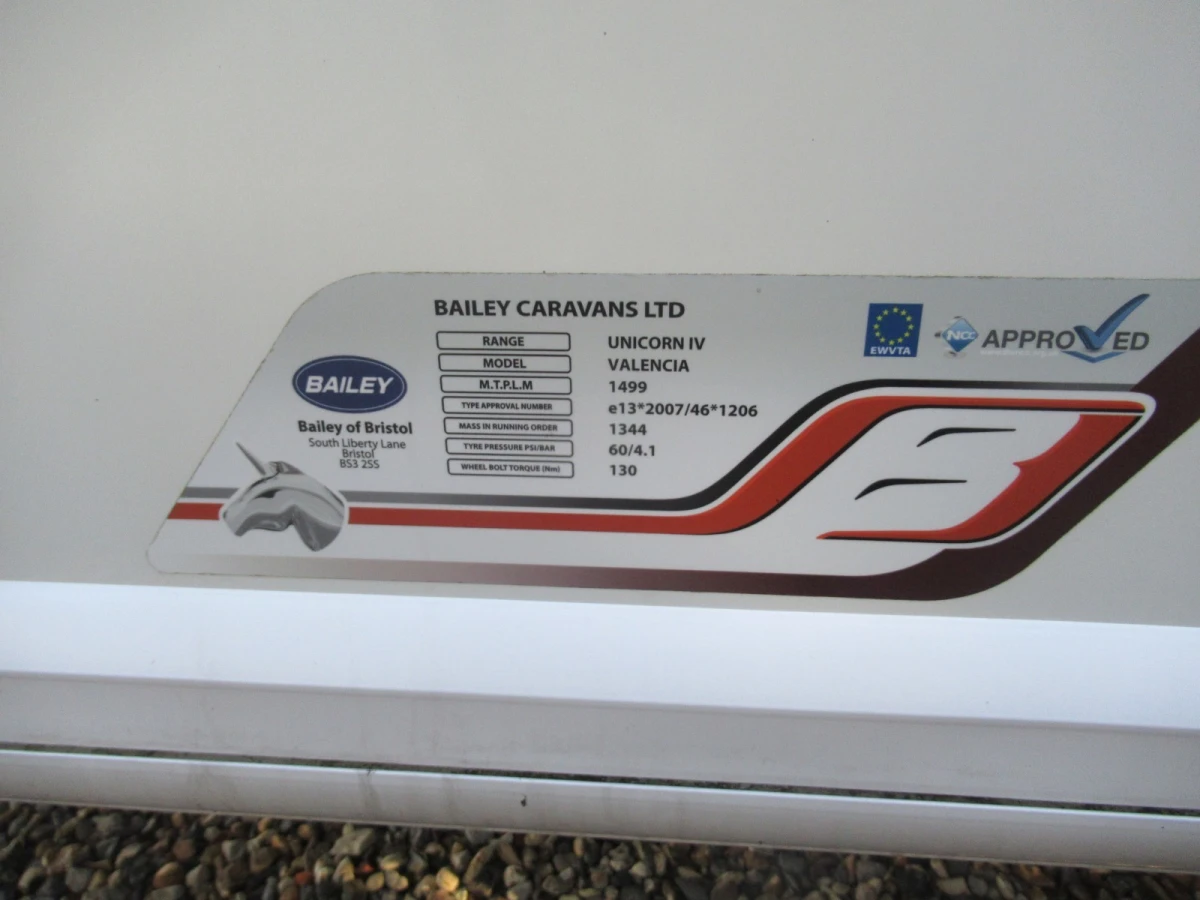 BAILEY CARAVANS LTD
RANGE UNICORN IV
MODEL VALENCIA
M.T.P.L.M 1499
TYPE APPROVAL NUMBER e13*2007/46*1206
MASS IN RUNNING ORDER 1344
TYRE PRESSURE PSI/BAR 60/4.1
WHEEL BOLT TORQUE (Nm) 130
BAILEY
Bailey of Bristol
South Liberty Lane
Bristol
BS3 2SS
EWVTA
NCC APPROVED